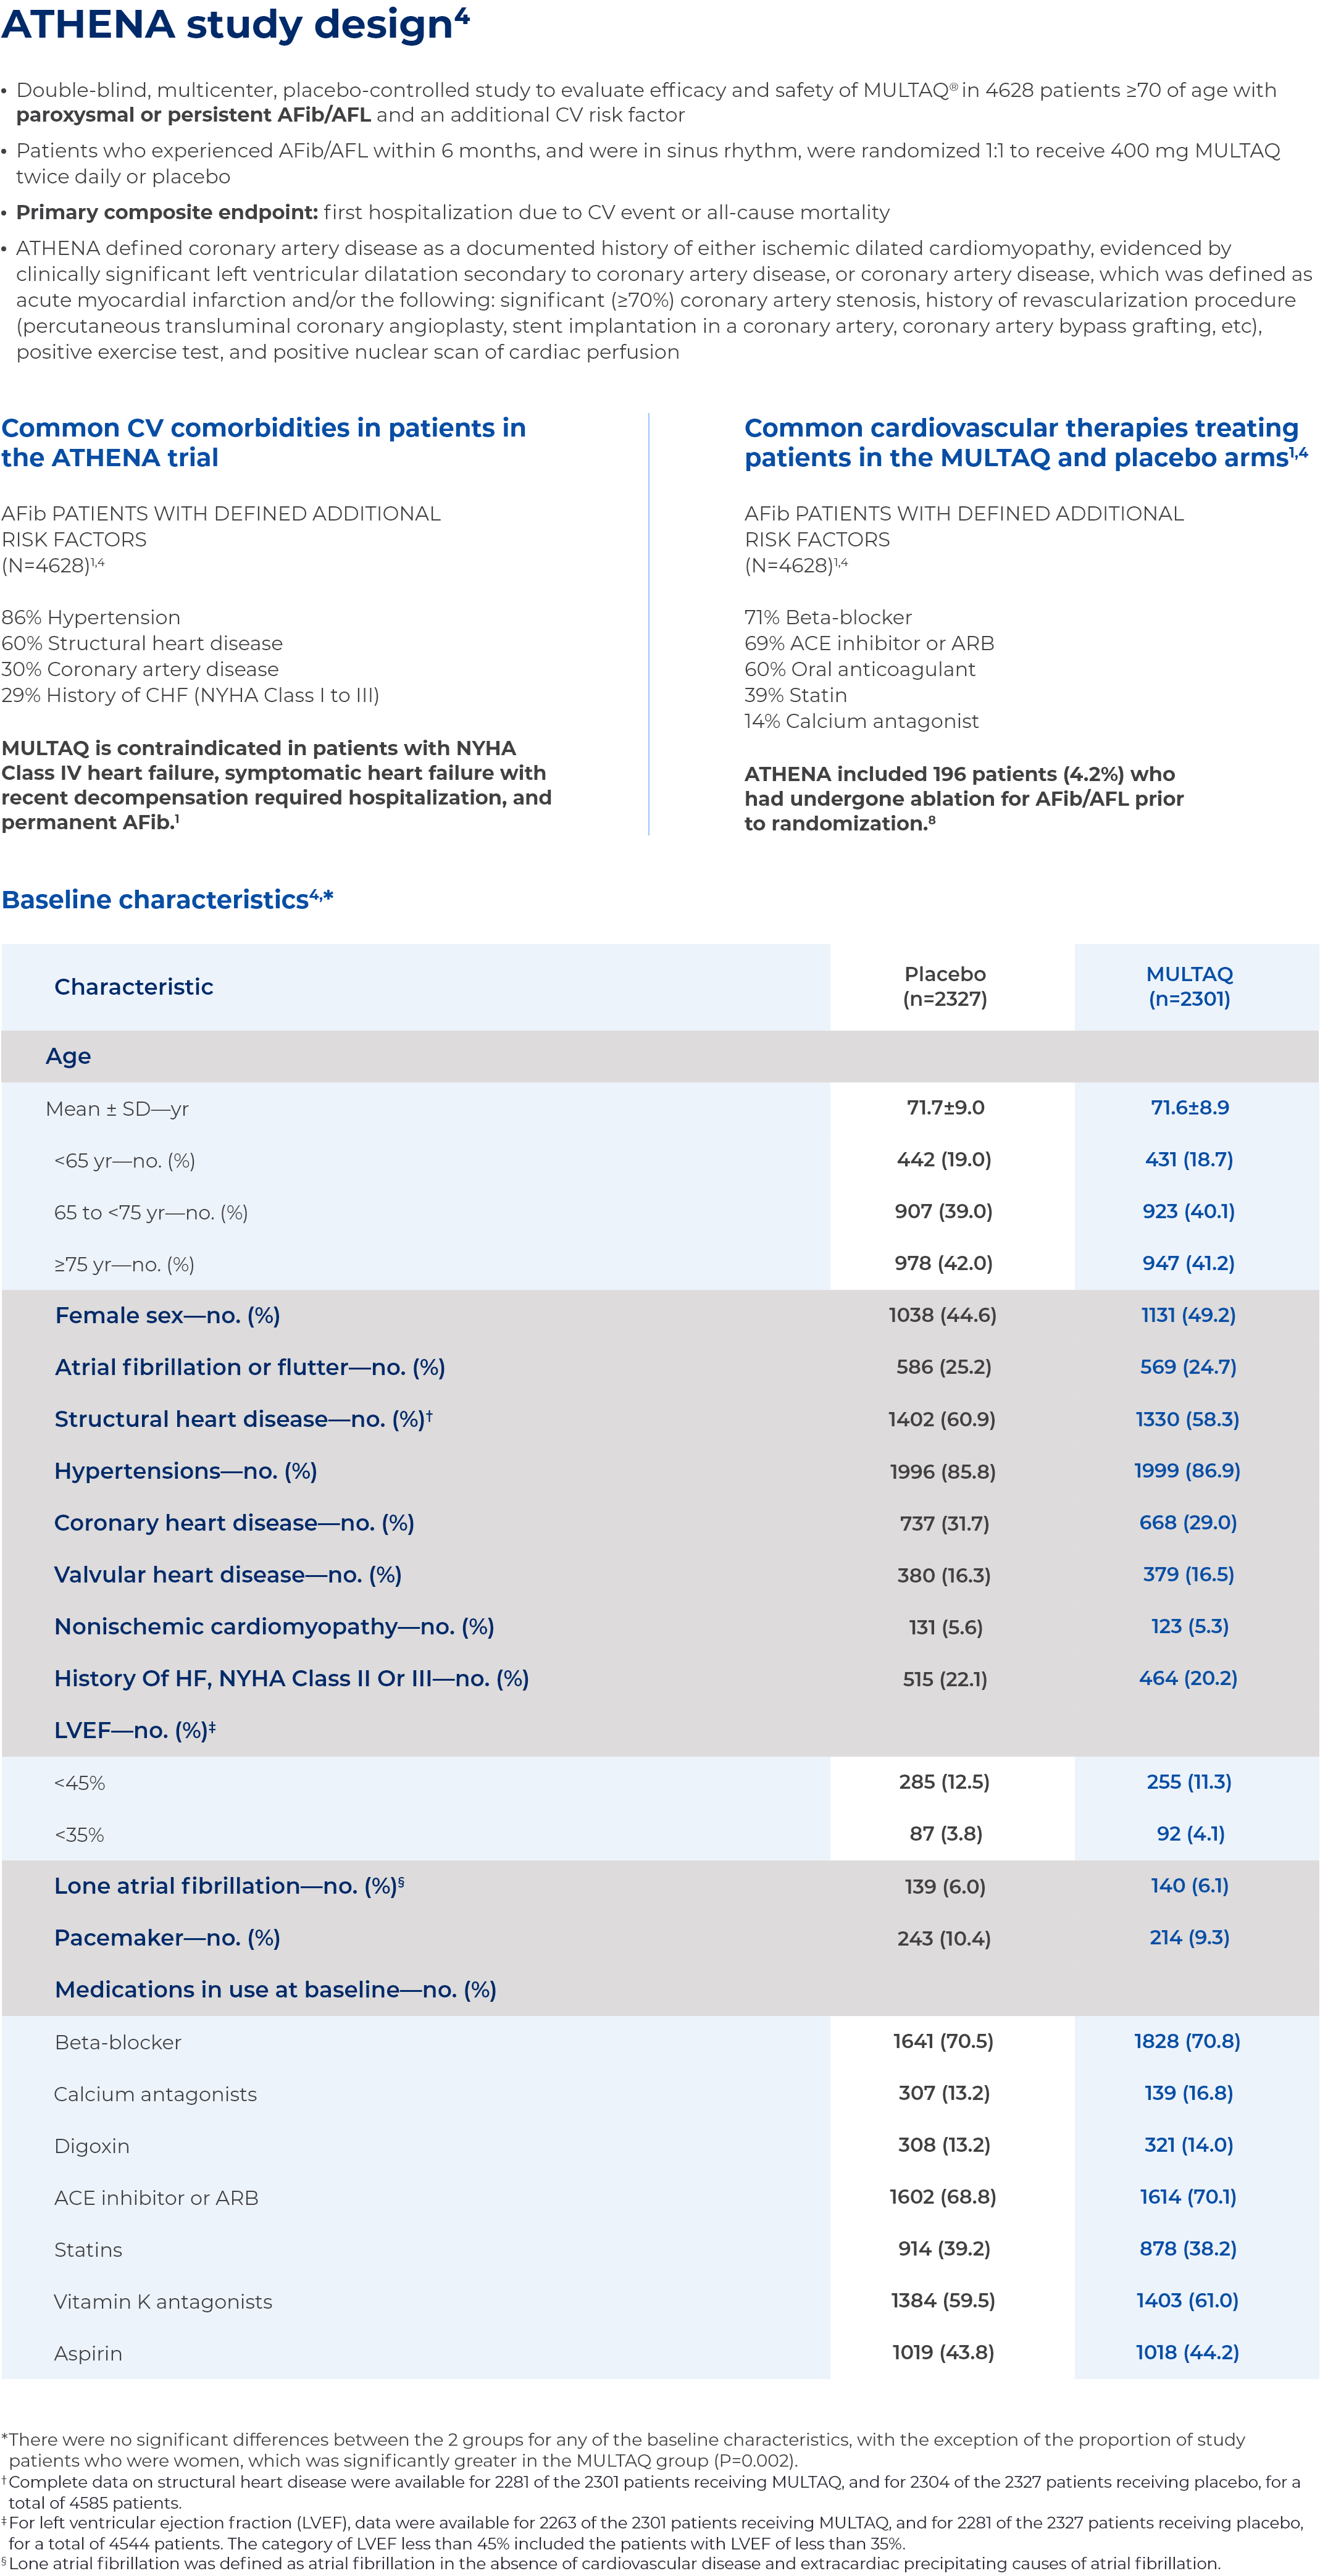 ATHENA study design⁴
• Double-blind, multicenter, placebo-controlled study to evaluate efficacy and safety of MULTAQ® in 4628 patients ≥70 of age with
paroxysmal or persistent AFib/AFL and an additional CV risk factor
• Patients who experienced AFib/AFL within 6 months, and were in sinus rhythm, were randomized 1:1 to receive 400 mg MULTAQ
twice daily or placebo
• Primary composite endpoint: first hospitalization due to CV event or all-cause mortality
• ATHENA defined coronary artery disease as a documented history of either ischemic dilated cardiomyopathy, evidenced by
clinically significant left ventricular dilatation secondary to coronary artery disease, or coronary artery disease, which was defined as
acute myocardial infarction and/or the following: significant (≥70%) coronary artery stenosis, history of revascularization procedure
(percutaneous transluminal coronary angioplasty, stent implantation in a coronary artery, coronary artery bypass grafting, etc),
positive exercise test, and positive nuclear scan of cardiac perfusion
Common CV comorbidities in patients in
the ATHENA trial
AFib PATIENTS WITH DEFINED ADDITIONAL
RISK FACTORS
(N=4628)¹,⁴
86% Hypertension
60% Structural heart disease
30% Coronary artery disease
29% History of CHF (NYHA Class I to III)
MULTAQ is contraindicated in patients with NYHA
Class IV heart failure, symptomatic heart failure with
recent decompensation required hospitalization, and
permanent AFib.¹
Common cardiovascular therapies treating
patients in the MULTAQ and placebo arms¹,⁴
AFib PATIENTS WITH DEFINED ADDITIONAL
RISK FACTORS
(N=4628)¹,⁴
71% Beta-blocker
69% ACE inhibitor or ARB
60% Oral anticoagulant
39% Statin
14% Calcium antagonist
ATHENA included 196 patients (4.2%) who
had undergone ablation for AFib/AFL prior
to randomization.⁸
Baseline characteristics⁴,*
Characteristic Placebo (n=2327) MULTAQ (n=2301)
Age
Mean ± SD—yr 71.7±9.0 71.6±8.9
<65 yr—no. (%) 442 (19.0) 431 (18.7)
65 to <75 yr—no. (%) 907 (39.0) 923 (40.1)
≥75 yr—no. (%) 978 (42.0) 947 (41.2)
Female sex—no. (%) 1038 (44.6) 1131 (49.2)
Atrial fibrillation or flutter—no. (%) 586 (25.2) 569 (24.7)
Structural heart disease—no. (%)† 1402 (60.9) 1330 (58.3)
Hypertensions—no. (%) 1996 (85.8) 1999 (86.9)
Coronary heart disease—no. (%) 737 (31.7) 668 (29.0)
Valvular heart disease—no. (%) 380 (16.3) 379 (16.5)
Nonischemic cardiomyopathy—no. (%) 131 (5.6) 123 (5.3)
History Of HF, NYHA Class II Or III—no. (%) 515 (22.1) 464 (20.2)
LVEF—no. (%)‡
<45% 285 (12.5) 255 (11.3)
<35% 87 (3.8) 92 (4.1)
Lone atrial fibrillation—no. (%)§ 139 (6.0) 140 (6.1)
Pacemaker—no. (%) 243 (10.4) 214 (9.3)
Medications in use at baseline—no. (%)
Beta-blocker 1641 (70.5) 1828 (70.8)
Calcium antagonists 307 (13.2) 139 (16.8)
Digoxin 308 (13.2) 321 (14.0)
ACE inhibitor or ARB 1602 (68.8) 1614 (70.1)
Statins 914 (39.2) 878 (38.2)
Vitamin K antagonists 1384 (59.5) 1403 (61.0)
Aspirin 1019 (43.8) 1018 (44.2)
*There were no significant differences between the 2 groups for any of the baseline characteristics, with the exception of the proportion of study
patients who were women, which was significantly greater in the MULTAQ group (P=0.002).
†Complete data on structural heart disease were available for 2281 of the 2301 patients receiving MULTAQ, and for 2304 of the 2327 patients receiving placebo, for a
total of 4585 patients.
‡For left ventricular ejection fraction (LVEF), data were available for 2263 of the 2301 patients receiving MULTAQ, and for 2281 of the 2327 patients receiving placebo,
for a total of 4544 patients. The category of LVEF less than 45% included the patients with LVEF of less than 35%.
§Lone atrial fibrillation was defined as atrial fibrillation in the absence of cardiovascular disease and extracardiac precipitating causes of atrial fibrillation.